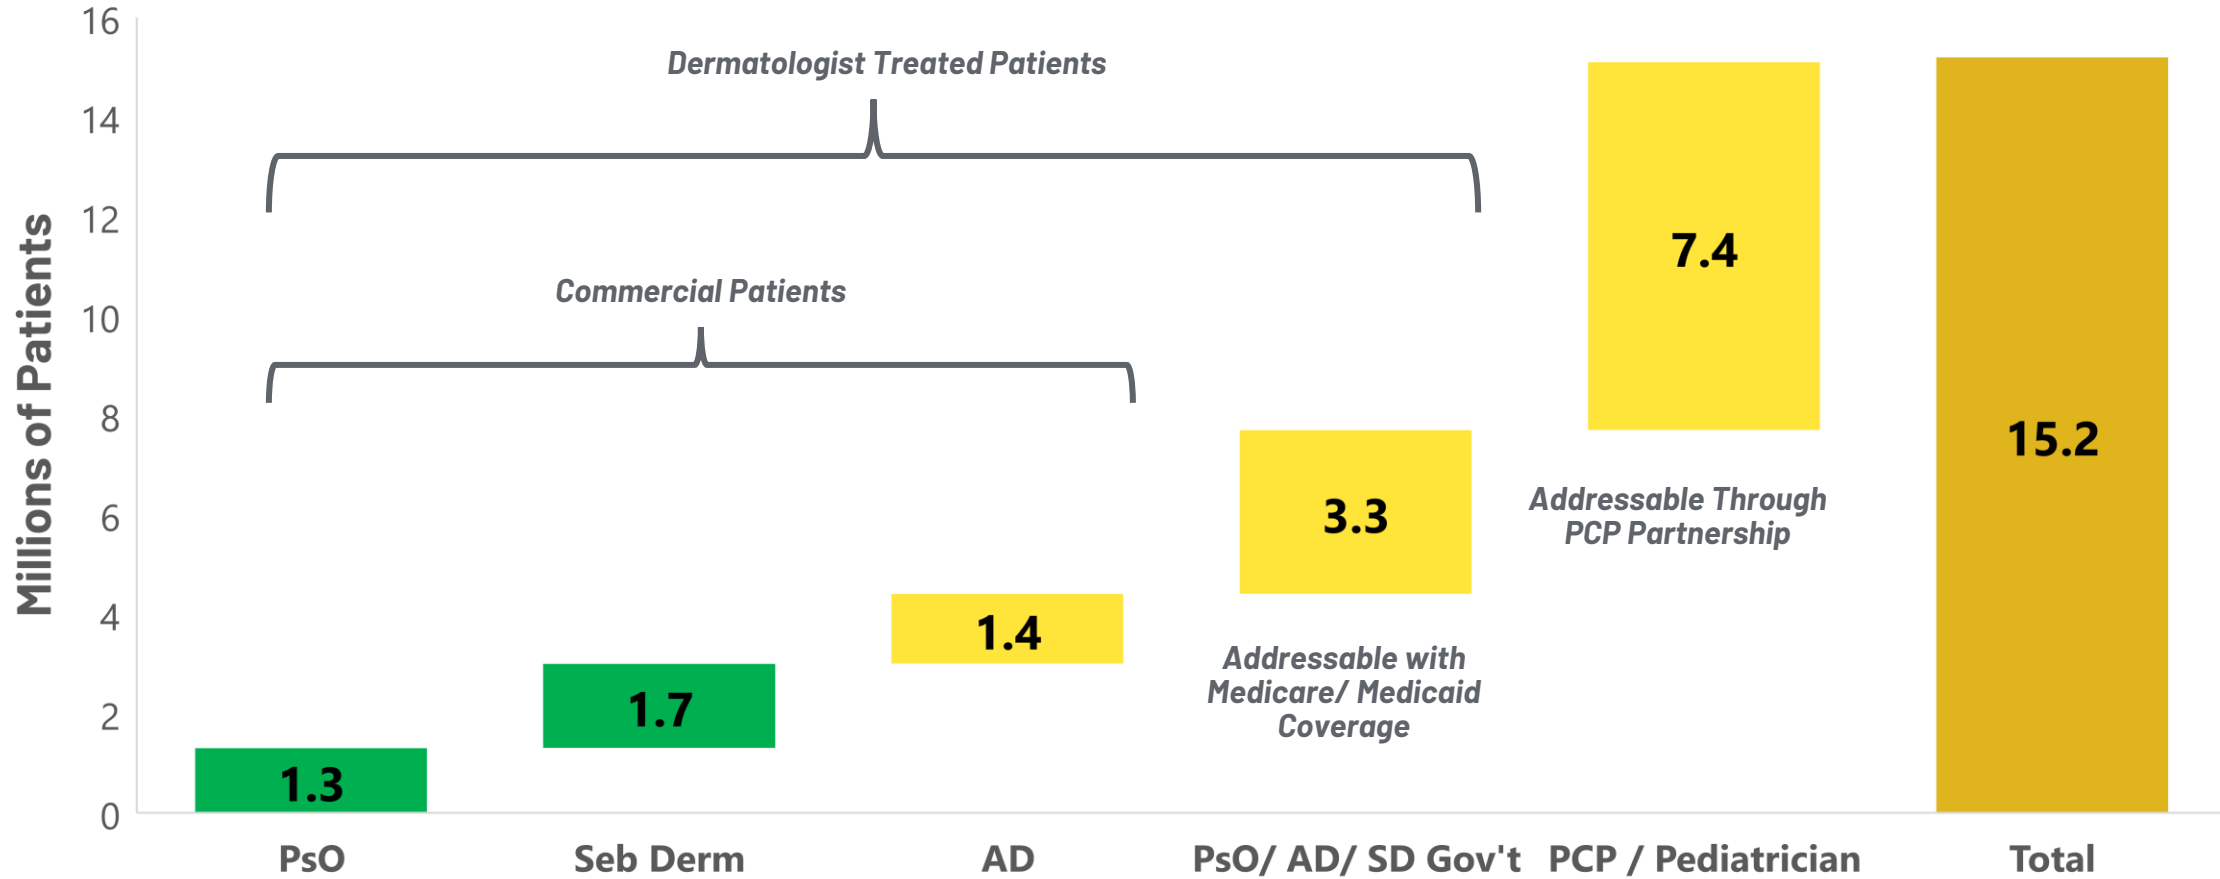 Millions of Patients
16
14
12
10
8
6
4
2
0
Dermatologist Treated Patients
Commercial Patients
1.3
1.7
1.4
3.3
7.4
15.2
Addressable with
Medicare/ Medicaid
Coverage
Addressable Through
PCP Partnership
PsO
Seb Derm
AD
PsO/ AD/ SD Gov't
PCP / Pediatrician
Total